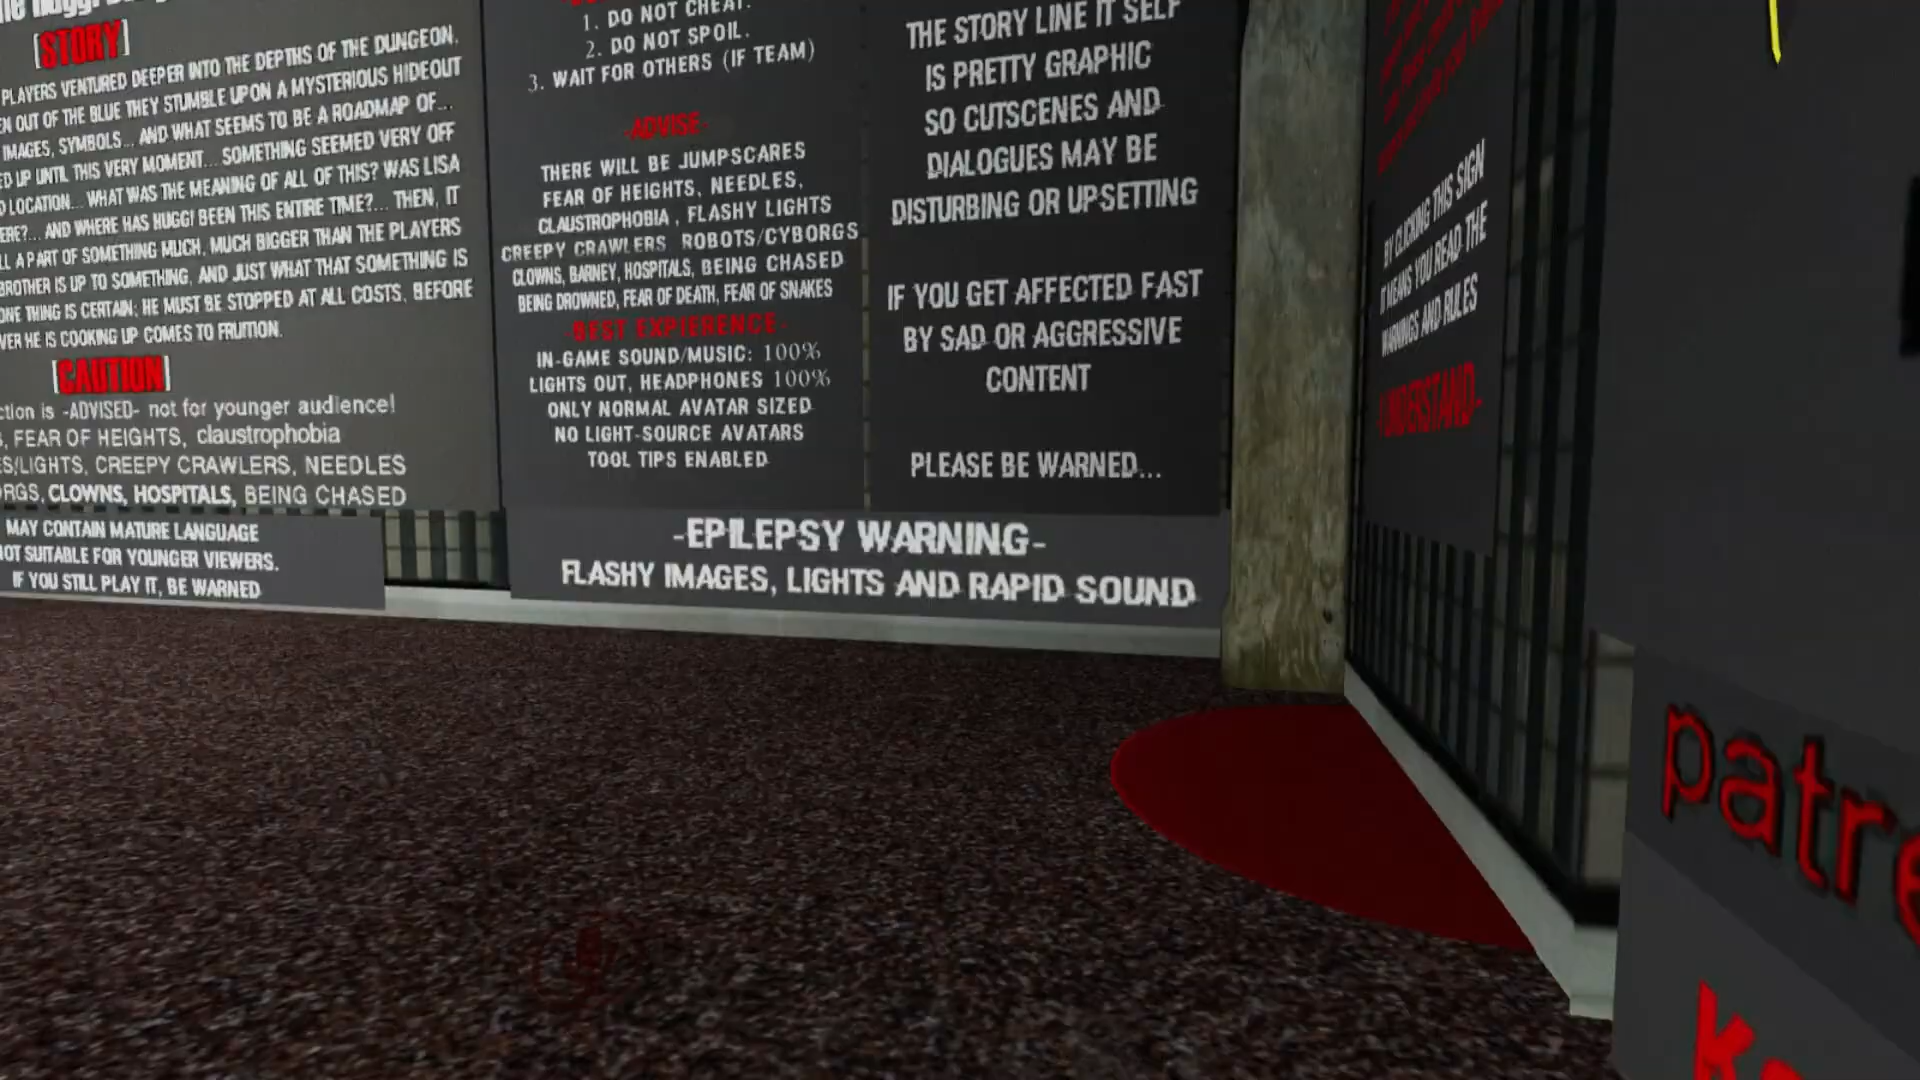 [STORY]
PLAYERS VENTURED DEEPER INTO THE DEPTHS OF THE DUNGEON.
OUT OF THE BLUE THEY STUMBLE UPON A MYSTERIOUS HIDEOUT
IMAGES, SYMBOLS... AND WHAT SEEMS TO BE A ROADMAP OF...
UP UNTIL THIS VERY MOMENT... SOMETHING SEEMED VERY OFF
LOCATION... WHAT WAS THE MEANING OF ALL OF THIS? WAS LISA
ERE?... AND WHERE HAS HUGGI BEEN THIS ENTIRE TIME?... THEN, IT
A PART OF SOMETHING MUCH, MUCH BIGGER THAN THE PLAYERS
BROTHER IS UP TO SOMETHING, AND JUST WHAT THAT SOMETHING IS
ONE THING IS CERTAIN: HE MUST BE STOPPED AT ALL COSTS, BEFORE
VER HE IS COOKING UP COMES TO FRUITION.
[CAUTION]
ction is -ADVISED- not for younger audience!
S, FEAR OF HEIGHTS, claustrophobia
ES/LIGHTS, CREEPY CRAWLERS, NEEDLES
ORGS, CLOWNS, HOSPITALS, BEING CHASED
MAY CONTAIN MATURE LANGUAGE
NOT SUITABLE FOR YOUNGER VIEWERS.
IF YOU STILL PLAY IT, BE WARNED
1. DO NOT CHEAT.
2. DO NOT SPOIL.
3. WAIT FOR OTHERS (IF TEAM)
-ADVISE-
THERE WILL BE JUMPSCARES
FEAR OF HEIGHTS, NEEDLES,
CLAUSTROPHOBIA , FLASHY LIGHTS
CREEPY CRAWLERS, ROBOTS/CYBORGS
CLOWNS, BARNEY, HOSPITALS, BEING CHASED
BEING DROWNED, FEAR OF DEATH, FEAR OF SNAKES
-BEST EXPIERENCE-
IN-GAME SOUND/MUSIC: 100%
LIGHTS OUT, HEADPHONES 100%
ONLY NORMAL AVATAR SIZED
NO LIGHT-SOURCE AVATARS
TOOL TIPS ENABLED
THE STORY LINE IT SELF
IS PRETTY GRAPHIC
SO CUTSCENES AND
DIALOGUES MAY BE
DISTURBING OR UPSETTING
IF YOU GET AFFECTED FAST
BY SAD OR AGGRESSIVE
CONTENT
PLEASE BE WARNED...
-EPILEPSY WARNING-
FLASHY IMAGES, LIGHTS AND RAPID SOUND
BY CLICKING THIS SIGN
IT MEANS YOU READ THE
WARNINGS AND RULES
-I UNDERSTAND-
patre